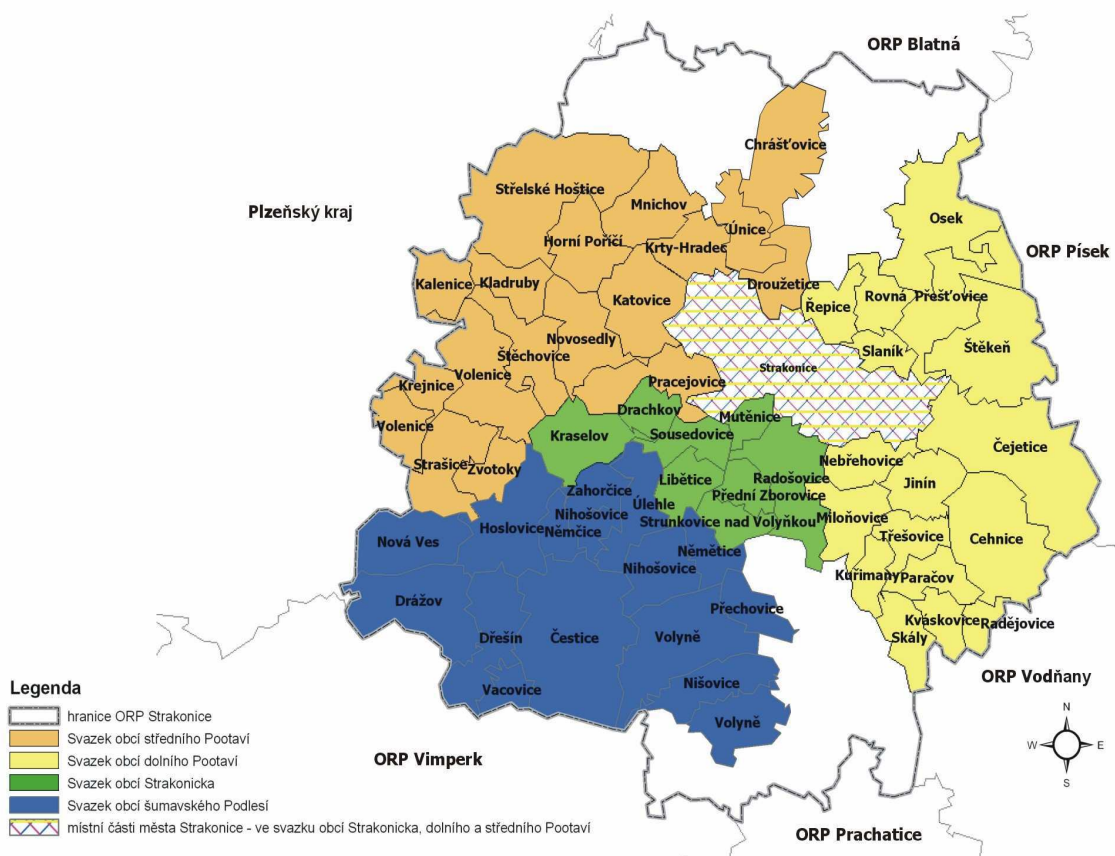 ORP Blatná
Chrášťovice
Střelské Hoštice
Mnichov
Plzeňský kraj
Osek
Únice
Horní Poříčí
Krty-Hradec
ORP Písek
Kalenice
Kladruby
Droužetice
Rovná
Přešťovice
Katovice
Řepice
Novosedly
Slaník
Štěkeň
Štěchovice
Strakonice
Volenice
Krejnice
Pracejovice
Drachkov
Mutěnice
Volenice
Kraselov
Sousedovice
Čejetice
Nebřehovice
Strašice
Zvotoky
Libětice
Radošovice
Jinín
Zahorčice
Přední Zborovice
Úlehle
Nihošovice
Strunkovice nad Volyňkou
Miloňovice
Hoslovice
Němčice
Třešovice
Cehnice
Nová Ves
Němětice
Nihošovice
Kuřimany
Paračov
Drážov
Přechovice
Kváskovice
Radějovice
Dřešín
Čestice
Volyně
Skály
ORP Vodňany
Legenda
Vacovice
Nišovice
hranice ORP Strakonice
Volyně
N
Svazek obcí středního Pootaví
W
E
ORP Vimperk
Svazek obcí dolního Pootaví
S
Svazek obcí Strakonicka
Svazek obcí šumavského Podlesí
místní části města Strakonice - ve svazku obcí Strakonicka, dolního a středního Pootaví
ORP Prachatice